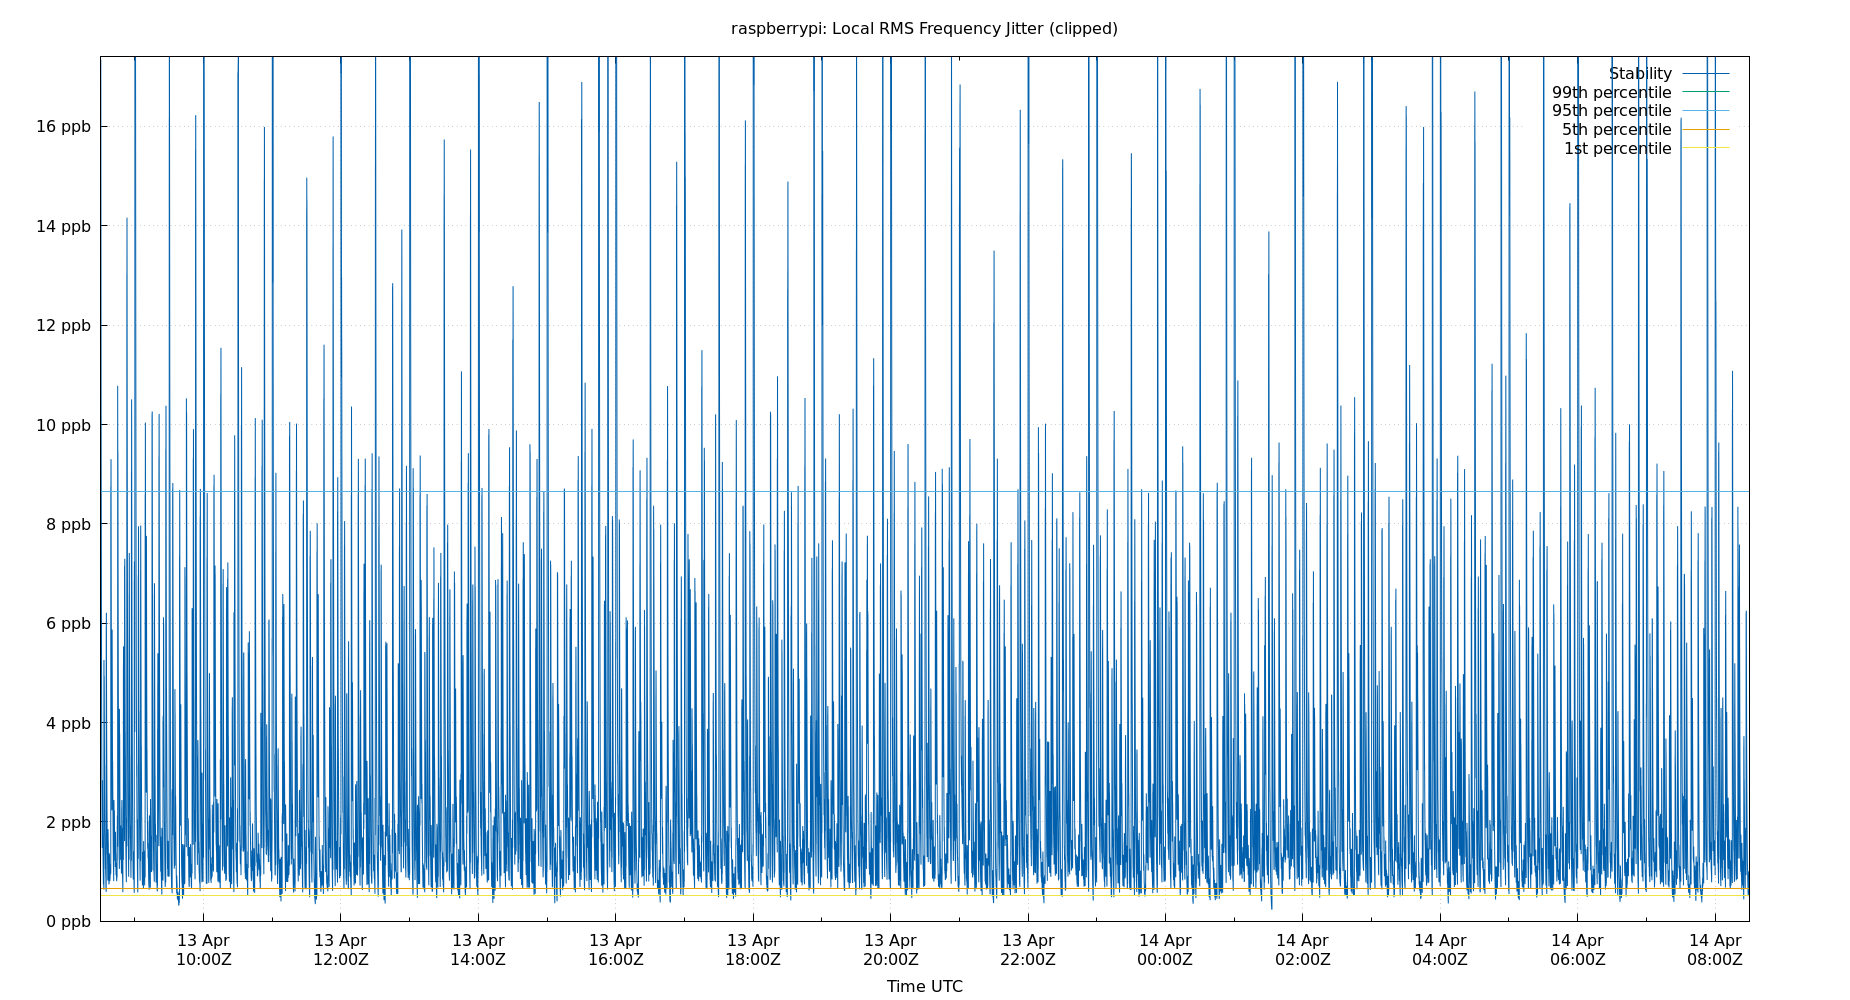 raspberrypi: Local RMS Frequency Jitter (clipped)
Stability
99th percentile
95th percentile
5th percentile
1st percentile
16 ppb
14 ppb
12 ppb
10 ppb
8 ppb
6 ppb
4 ppb
2 ppb
0 ppb
13 Apr 13 Apr 13 Apr 13 Apr 13 Apr 13 Apr 13 Apr 14 Apr 14 Apr 14 Apr 14 Apr 14 Apr
10:00Z 12:00Z 14:00Z 16:00Z 18:00Z 20:00Z 22:00Z 00:00Z 02:00Z 04:00Z 06:00Z 08:00Z
Time UTC